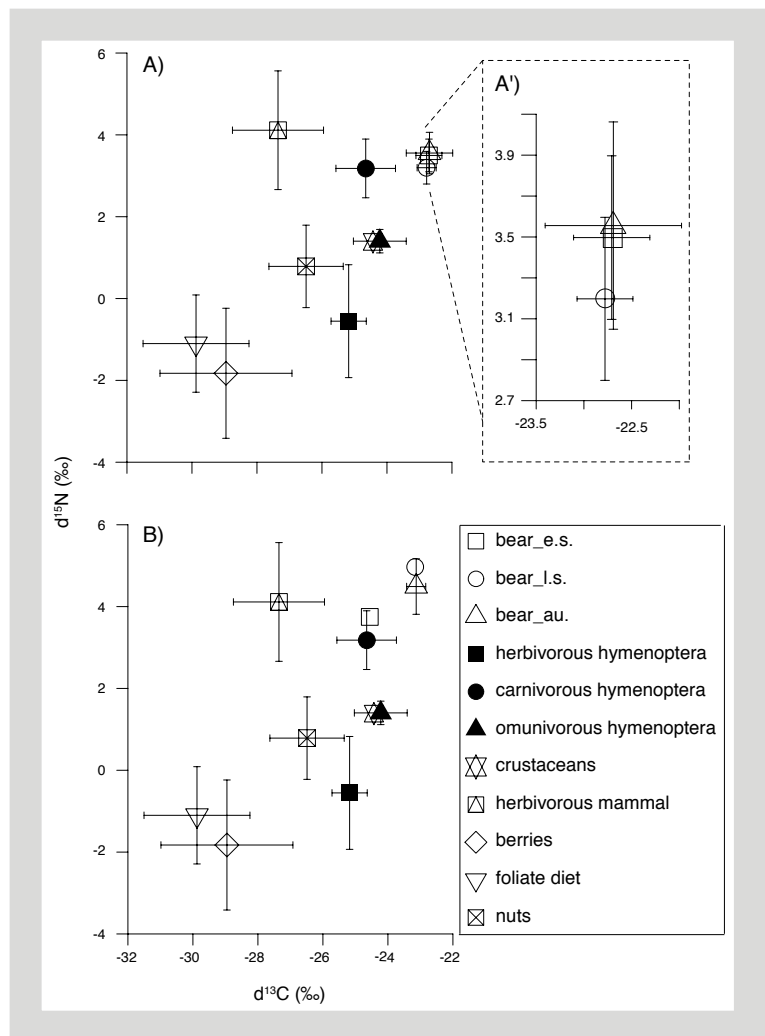 A)
6
4
2
0
-2
-4
A')
3.9
3.5
3.1
2.7
-23.5 -22.5
d¹⁵N (‰)
B)
6
4
2
0
-2
-4
-32 -30 -28 -26 -24 -22
d¹³C (‰)
bear_e.s.
bear_l.s.
bear_au.
herbivorous hymenoptera
carnivorous hymenoptera
omunivorous hymenoptera
crustaceans
herbivorous mammal
berries
foliate diet
nuts